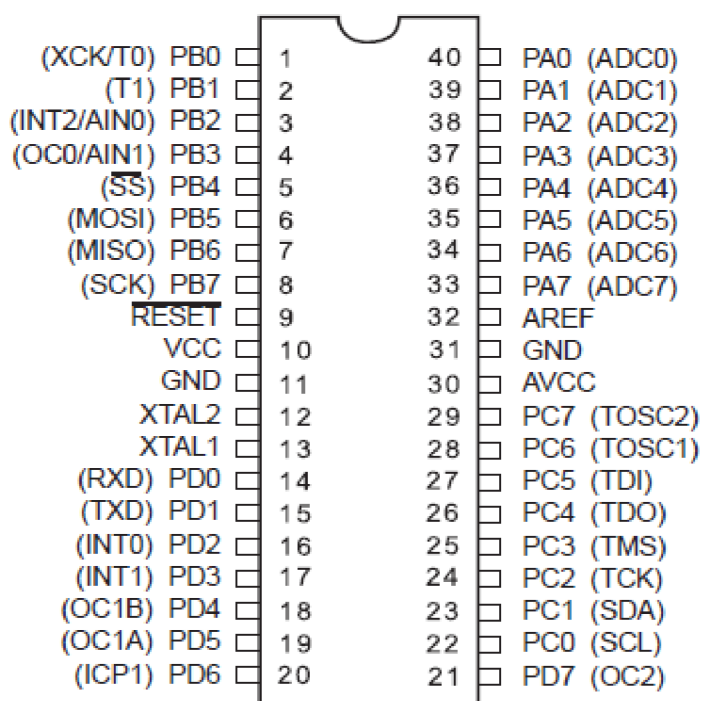 (XCK/T0) PB0 1 40 PA0 (ADC0)
(T1) PB1 2 39 PA1 (ADC1)
(INT2/AIN0) PB2 3 38 PA2 (ADC2)
(OC0/AIN1) PB3 4 37 PA3 (ADC3)
(SS) PB4 5 36 PA4 (ADC4)
(MOSI) PB5 6 35 PA5 (ADC5)
(MISO) PB6 7 34 PA6 (ADC6)
(SCK) PB7 8 33 PA7 (ADC7)
RESET 9 32 AREF
VCC 10 31 GND
GND 11 30 AVCC
XTAL2 12 29 PC7 (TOSC2)
XTAL1 13 28 PC6 (TOSC1)
(RXD) PD0 14 27 PC5 (TDI)
(TXD) PD1 15 26 PC4 (TDO)
(INT0) PD2 16 25 PC3 (TMS)
(INT1) PD3 17 24 PC2 (TCK)
(OC1B) PD4 18 23 PC1 (SDA)
(OC1A) PD5 19 22 PC0 (SCL)
(ICP1) PD6 20 21 PD7 (OC2)